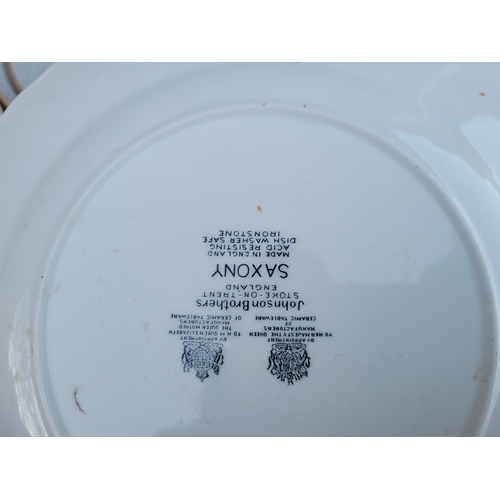 BY APPOINTMENT
TO HER MAJESTY THE QUEEN
MANUFACTURERS
OF
CERAMIC TABLEWARE
BY APPOINTMENT
TO H M QUEEN ELIZABETH
THE QUEEN MOTHER
MANUFACTURERS
OF CERAMIC TABLEWARE
Johnson Brothers
STOKE-ON-TRENT
ENGLAND
SAXONY
MADE IN ENGLAND
ACID RESISTING
DISH WASHER SAFE
IRONSTONE